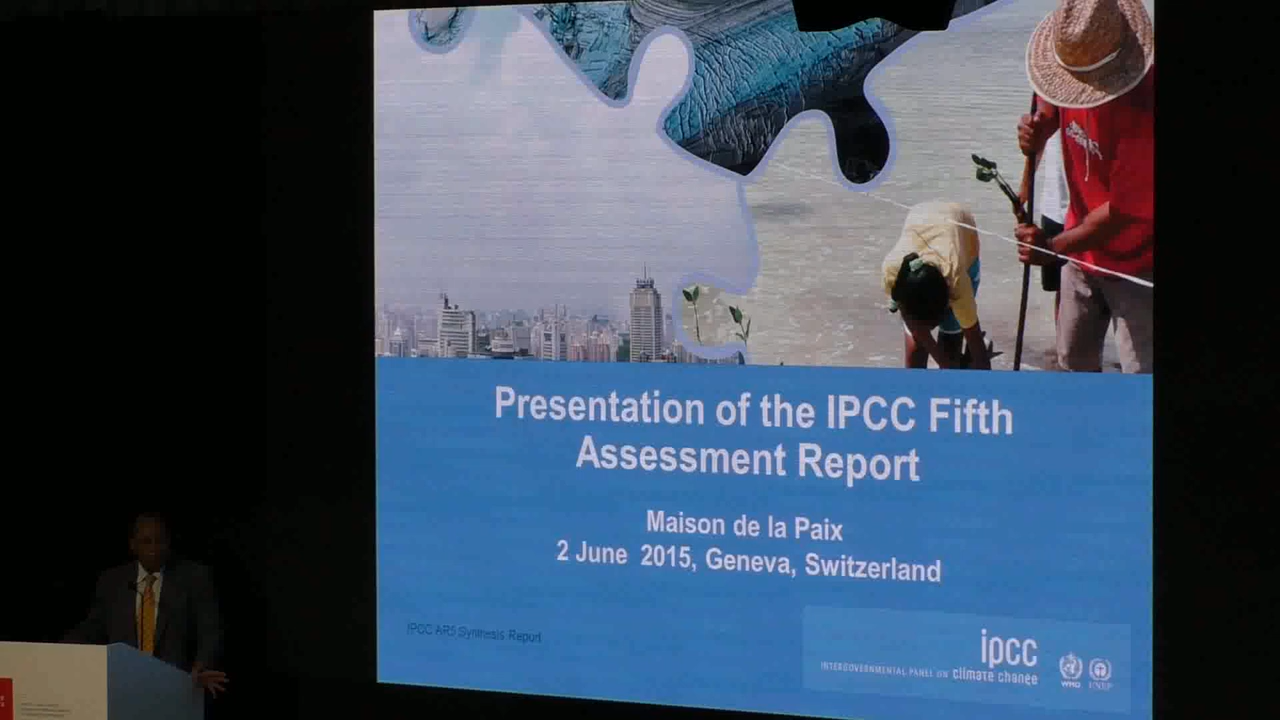 Presentation of the IPCC Fifth
Assessment Report
Maison de la Paix
2 June 2015, Geneva, Switzerland
IPCC AR5 Synthesis Report
ipcc
INTERGOVERNMENTAL PANEL ON climate change
WMO
UNEP